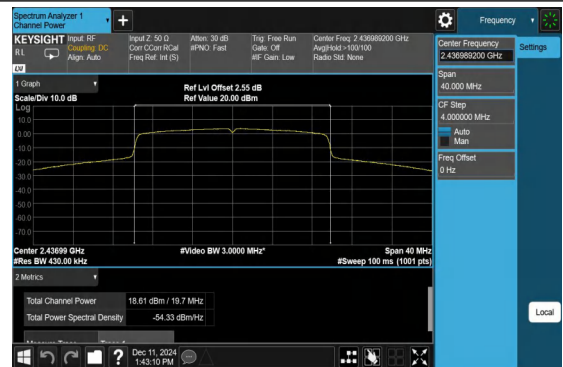 Spectrum Analyzer 1
Channel Power
+
Frequency
KEYSIGHT
RL
LXI
Input: RF
Coupling: DC
Align: Auto
Input Z: 50 Ω
Corr CCorr RCal
Freq Ref: Int (S)
Atten: 30 dB
#PNO: Fast
Trig: Free Run
Gate: Off
#IF Gain: Low
Center Freq: 2.436989200 GHz
Avg|Hold:>100/100
Radio Std: None
Center Frequency
2.436989200 GHz
Settings
Span
40.000 MHz
CF Step
4.000000 MHz
Auto
Man
Freq Offset
0 Hz
1 Graph
Scale/Div 10.0 dB
Ref Lvl Offset 2.55 dB
Ref Value 20.00 dBm
Log
10.0
0.00
-10.0
-20.0
-30.0
-40.0
-50.0
-60.0
-70.0
Center 2.43699 GHz
#Res BW 430.00 kHz
#Video BW 3.0000 MHz*
Span 40 MHz
#Sweep 100 ms (1001 pts)
2 Metrics
Total Channel Power 18.61 dBm / 19.7 MHz
Total Power Spectral Density -54.33 dBm/Hz
Local
?
Dec 11, 2024
1:43:10 PM